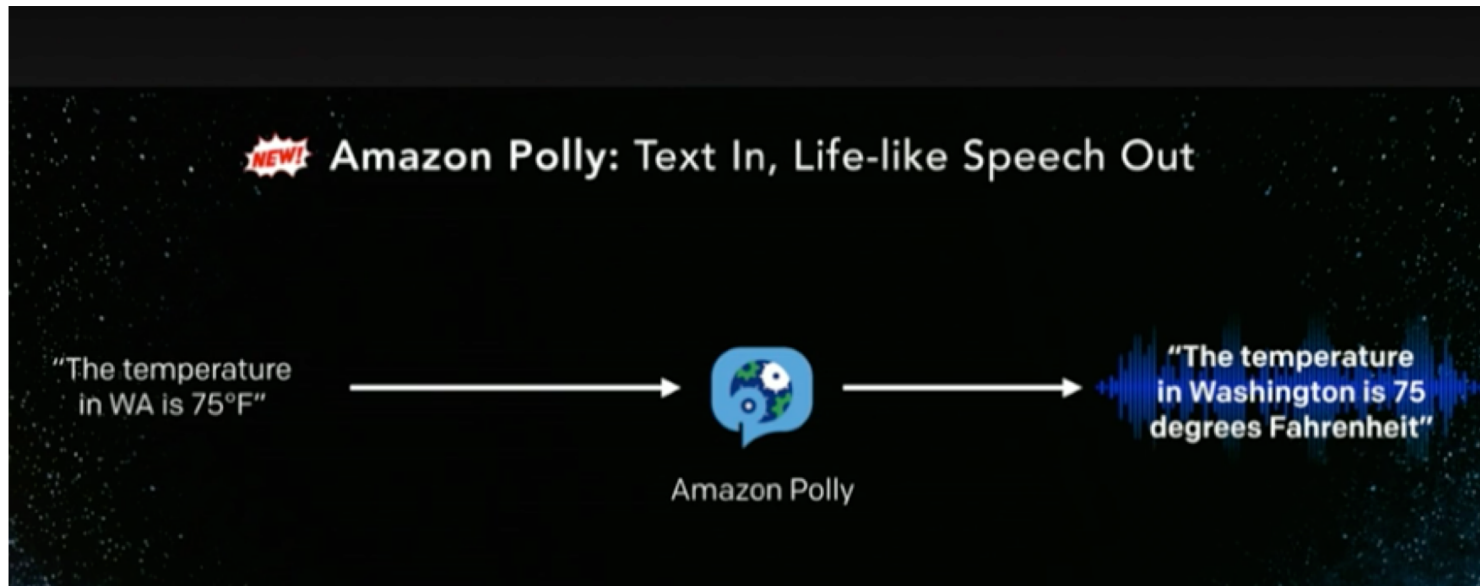 NEW! Amazon Polly: Text In, Life-like Speech Out
“The temperature
in WA is 75°F”
Amazon Polly
“The temperature
in Washington is 75
degrees Fahrenheit”